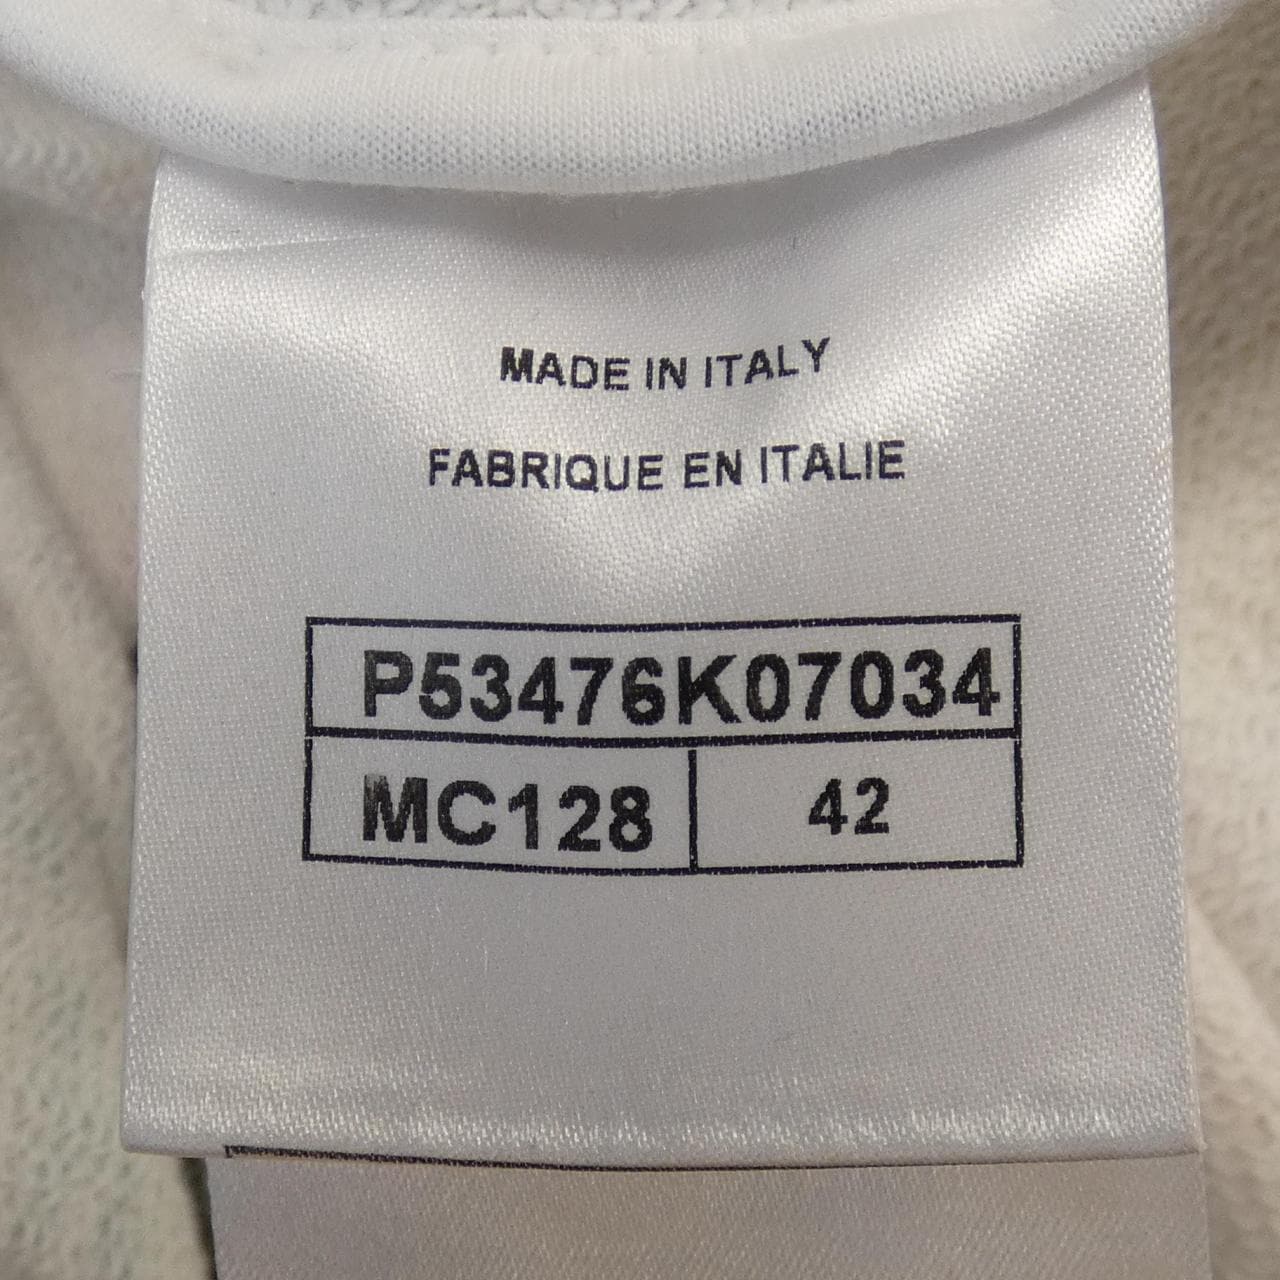 MADE IN ITALY
FABRIQUE EN ITALIE
P53476K07034
MC128 42